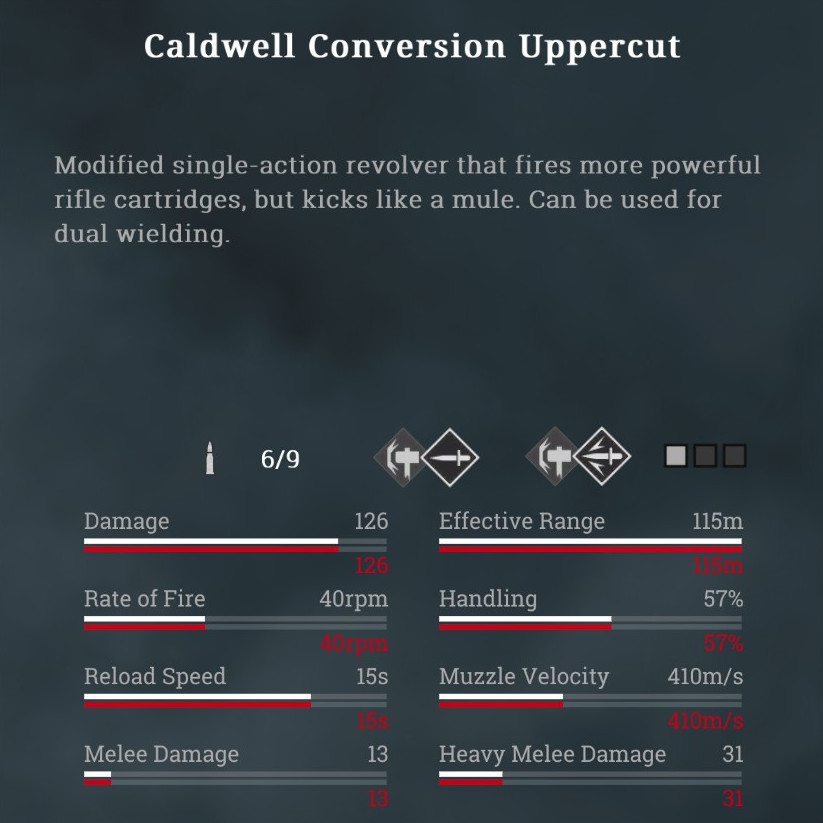 Caldwell Conversion Uppercut
Modified single-action revolver that fires more powerful
rifle cartridges, but kicks like a mule. Can be used for
dual wielding.
6/9
Damage 126
126
Effective Range 115m
115m
Rate of Fire 40rpm
40rpm
Handling 57%
57%
Reload Speed 15s
15s
Muzzle Velocity 410m/s
410m/s
Melee Damage 13
13
Heavy Melee Damage 31
31